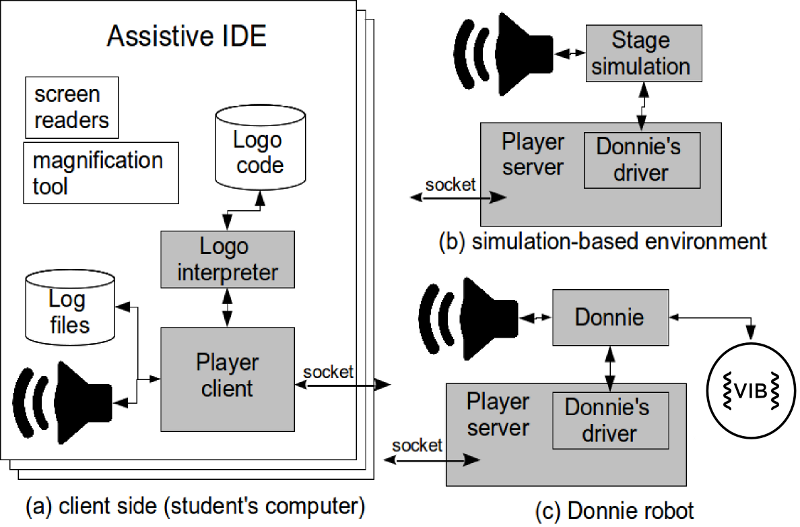 Assistive IDE
screen
readers
magnification
tool
Logo
code
Logo
interpreter
Log
files
Player
client
socket
(a) client side (student's computer)
Stage
simulation
Player
server
Donnie's
driver
socket
(b) simulation-based environment
Donnie
VIB
Player
server
Donnie's
driver
socket
(c) Donnie robot